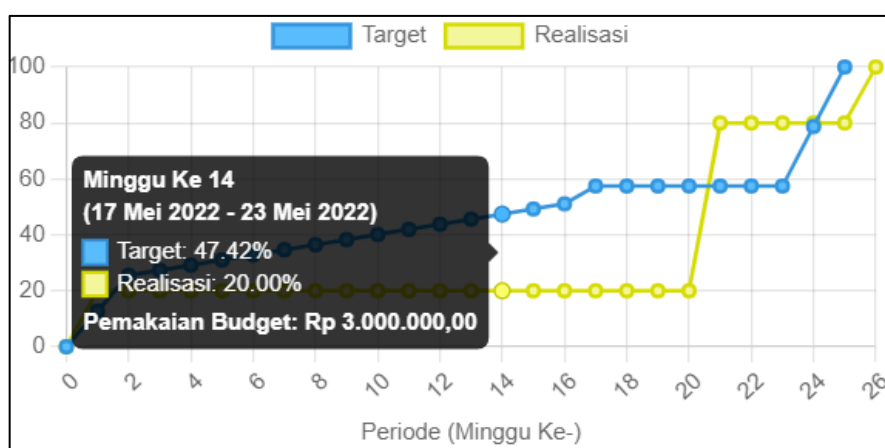 Target Realisasi
100
80
60
40
20
0
Minggu Ke 14
(17 Mei 2022 - 23 Mei 2022)
Target: 47.42%
Realisasi: 20.00%
Pemakaian Budget: Rp 3.000.000,00
0 2 4 6 8 10 12 14 16 18 20 22 24 26
Periode (Minggu Ke-)